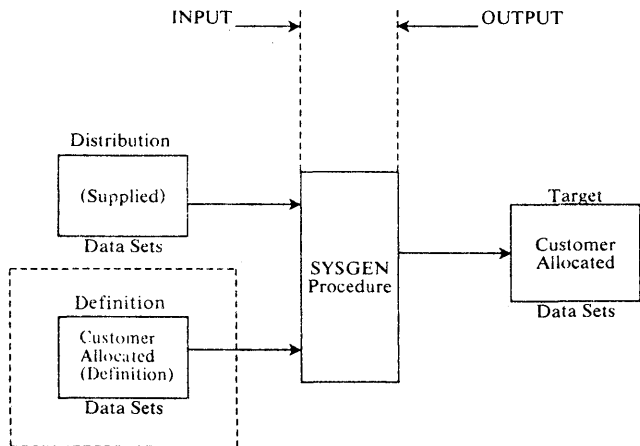 INPUT
OUTPUT
Distribution
(Supplied)
Data Sets
Definition
Customer
Allocated
(Definition)
Data Sets
SYSGEN
Procedure
Target
Customer
Allocated
Data Sets